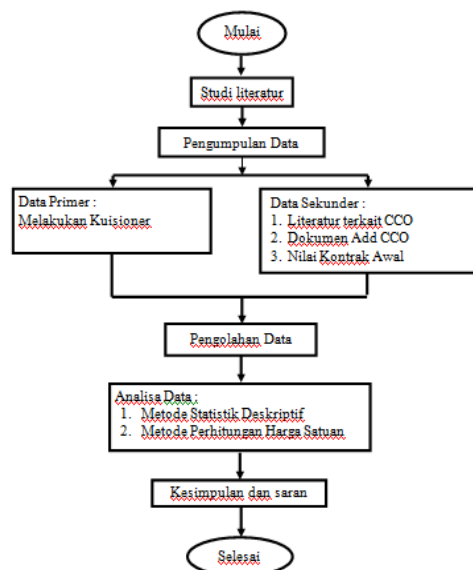 Mulai
Studi literatur
Pengumpulan Data
Data Primer :
Melakukan Kuisioner
Data Sekunder :
1. Literatur terkait CCO
2. Dokumen Add CCO
3. Nilai Kontrak Awal
Pengolahan Data
Analisa Data :
1. Metode Statistik Deskriptif
2. Metode Perhitungan Harga Satuan
Kesimpulan dan saran
Selesai